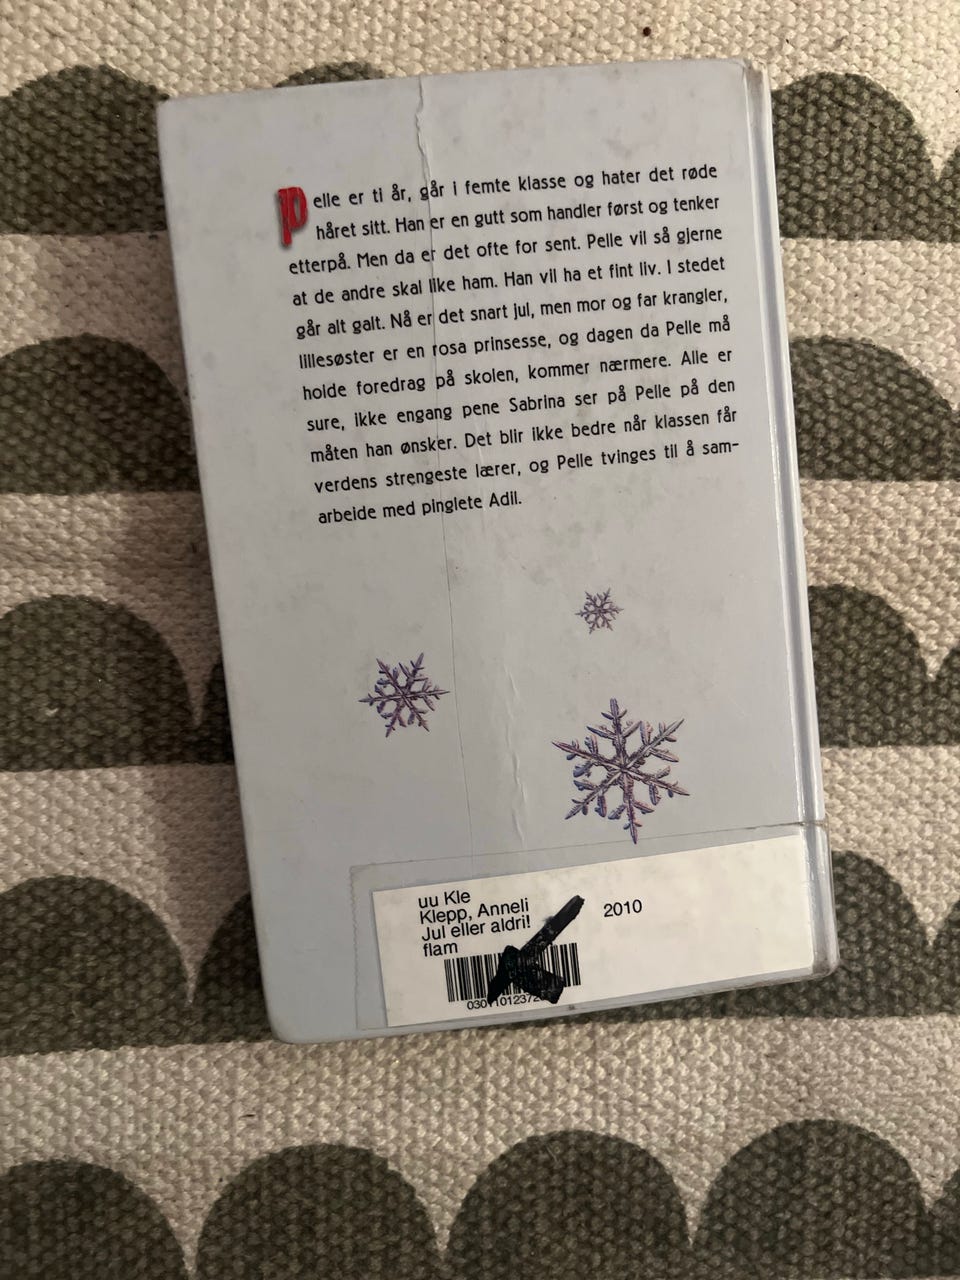 Pelle er ti år, går i femte klasse og hater det røde
håret sitt. Han er en gutt som handler først og tenker
etterpå. Men da er det ofte for sent. Pelle vil så gjerne
at de andre skal like ham. Han vil ha et fint liv. I stedet
går alt galt. Nå er det snart jul, men mor og far krangler,
lillesøster er en rosa prinsesse, og dagen da Pelle må
holde foredrag på skolen, kommer nærmere. Alle er
sure, ikke engang pene Sabrina ser på Pelle på den
måten han ønsker. Det blir ikke bedre når klassen får
verdens strengeste lærer, og Pelle tvinges til å sam-
arbeide med pinglete Adil.
uu Kle
Klepp, Anneli 2010
Jul eller aldri!
flam